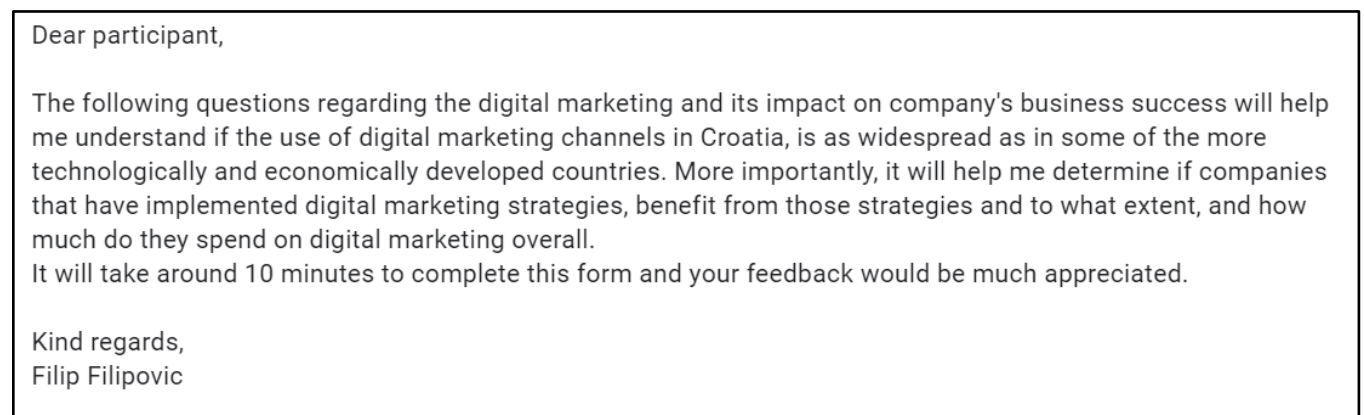 Dear participant,
The following questions regarding the digital marketing and its impact on company's business success will help
me understand if the use of digital marketing channels in Croatia, is as widespread as in some of the more
technologically and economically developed countries. More importantly, it will help me determine if companies
that have implemented digital marketing strategies, benefit from those strategies and to what extent, and how
much do they spend on digital marketing overall.
It will take around 10 minutes to complete this form and your feedback would be much appreciated.
Kind regards,
Filip Filipovic